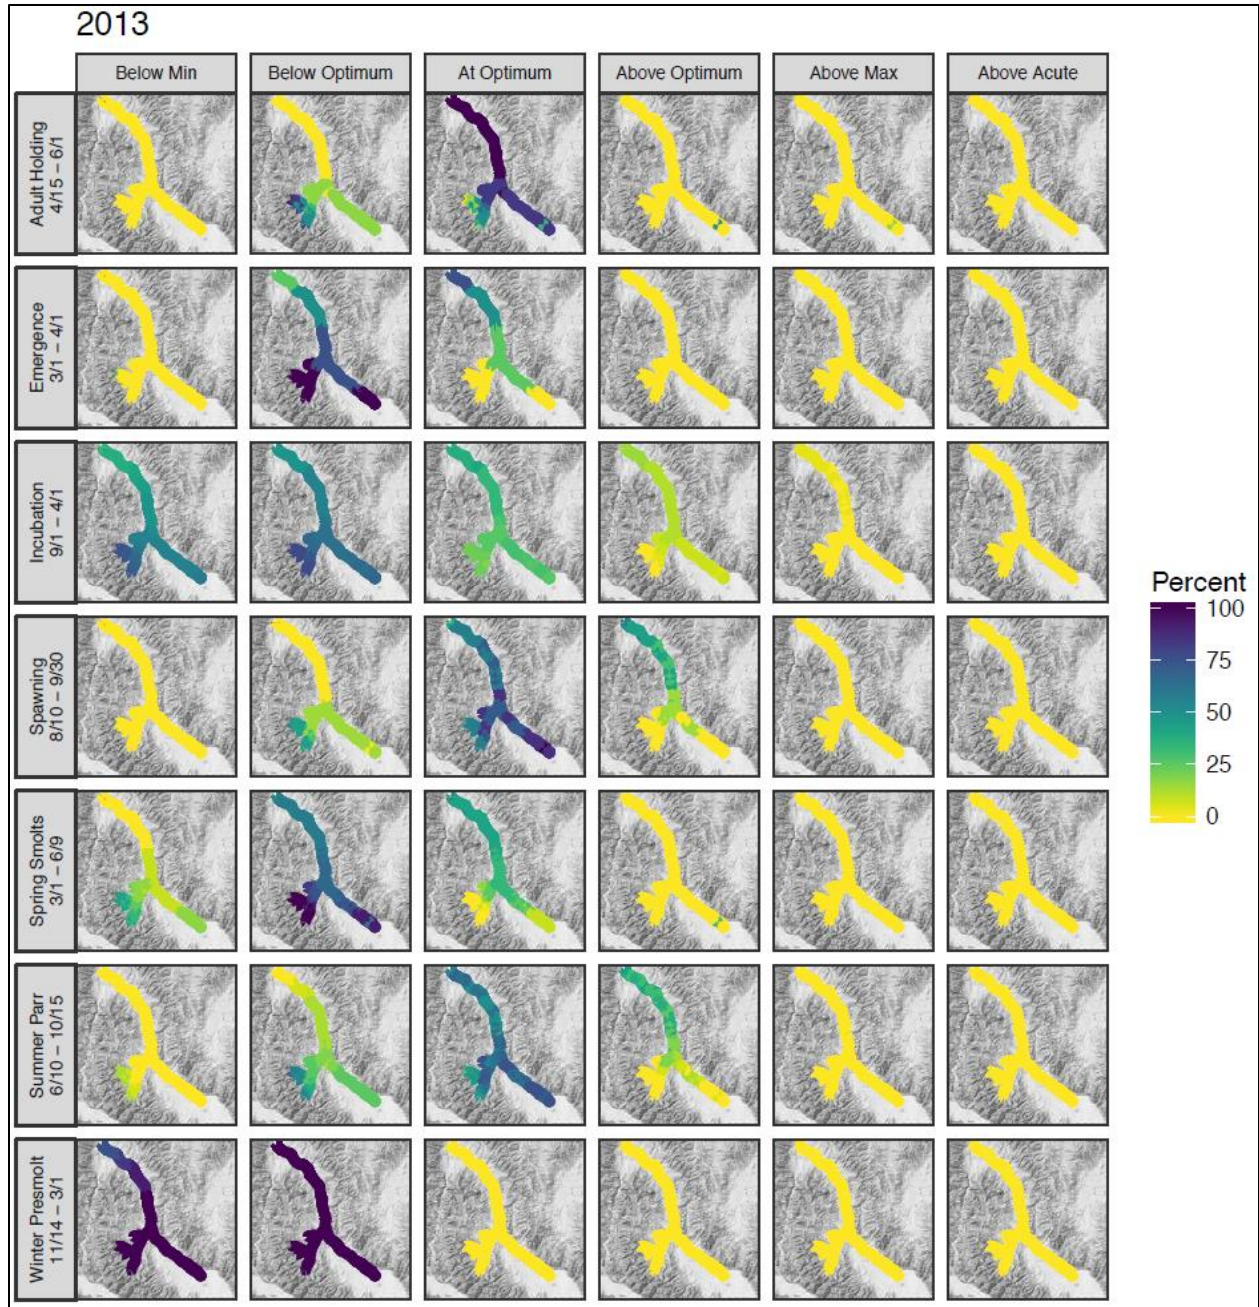 2013
Below Min
Below Optimum
At Optimum
Above Optimum
Above Max
Above Acute
Adult Holding
4/15 – 6/1
Emergence
3/1 – 4/1
Incubation
9/1 – 4/1
Spawning
8/10 – 9/30
Spring Smolts
3/1 – 6/9
Summer Parr
6/10 – 10/15
Winter Presmolt
11/14 – 3/1
Percent
100
75
50
25
0